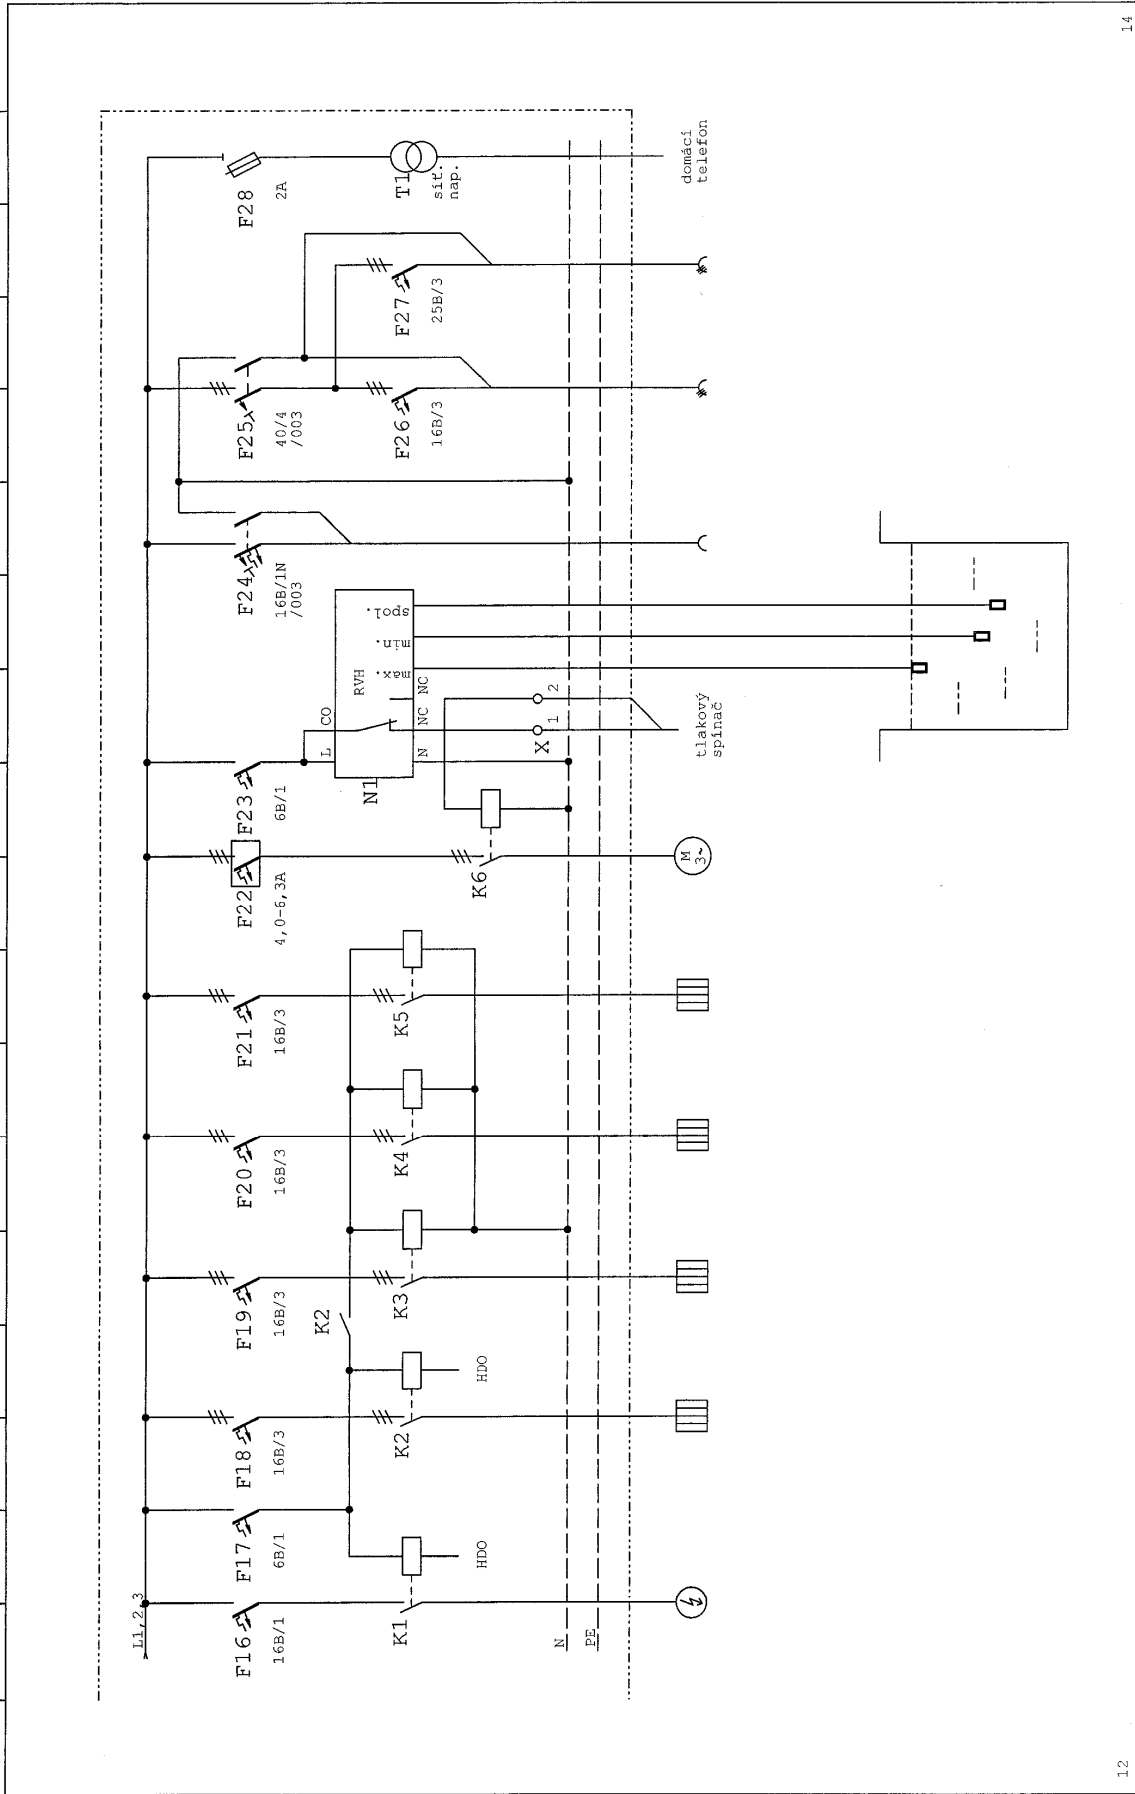 L1,2,3
F16
16B/1
K1
HDO
F17
6B/1
F18
16B/3
K2
HDO
K2
F19
16B/3
K3
F20
16B/3
K4
F21
16B/3
K5
F22
4,0-6,3A
K6
M
3~
F23
6B/1
N1
L
CO
RVH
N
NC
NC
max.
min.
spol.
X
1
2
tlakový
spínač
F24
16B/1N
/003
F25
40/4
/003
F26
16B/3
F27
25B/3
F28
2A
T1
síť.
nap.
domácí
telefon
N
PE
12
14